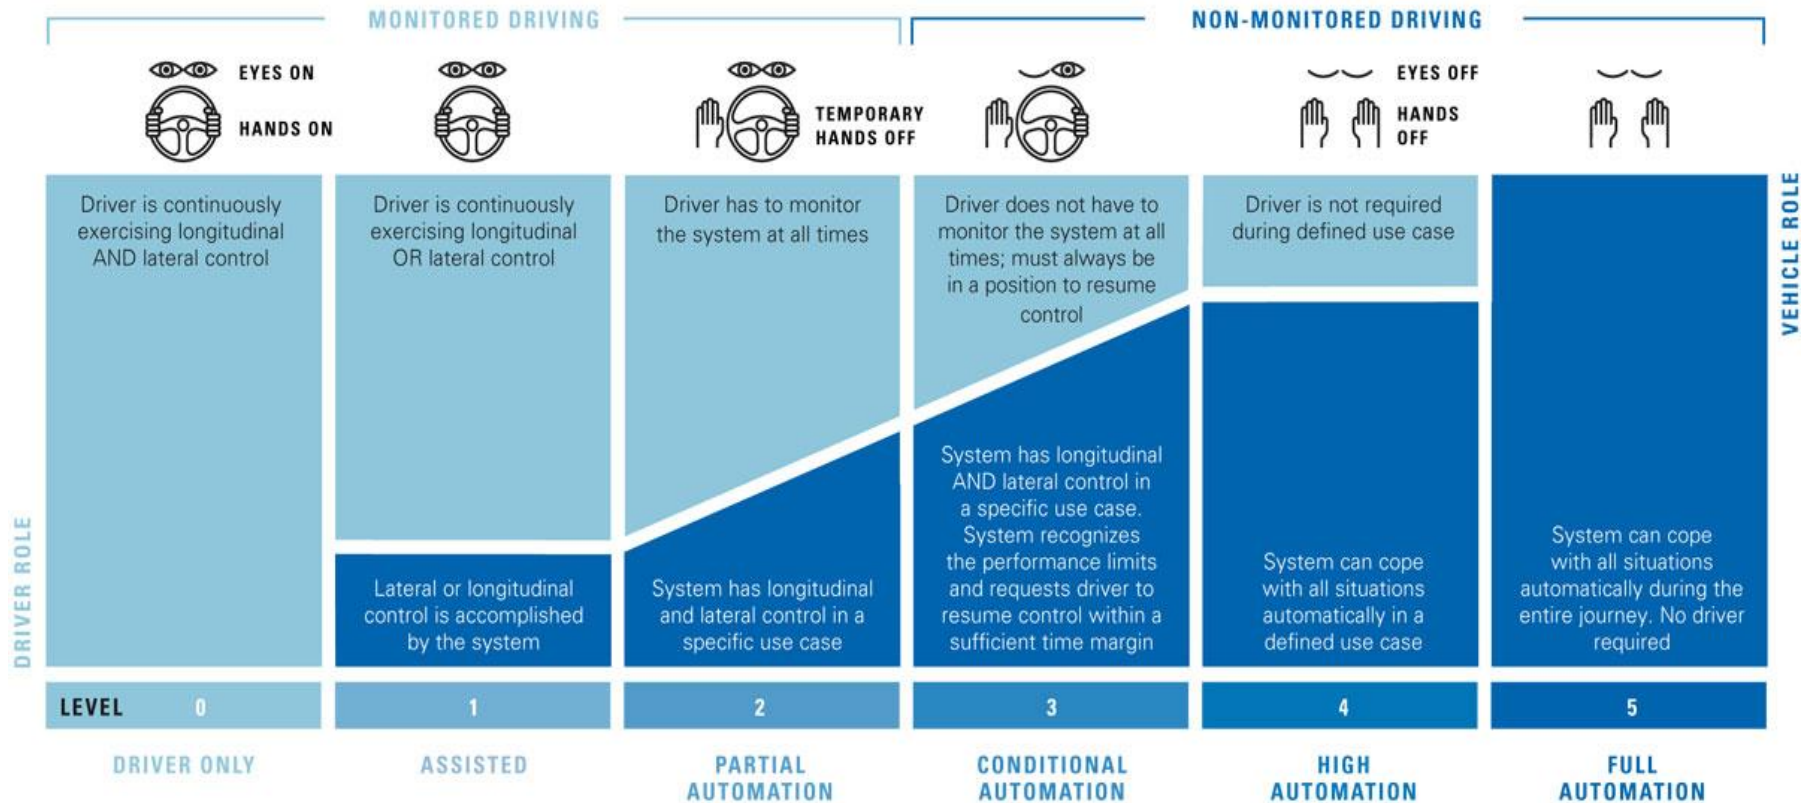 MONITORED DRIVING
NON-MONITORED DRIVING
EYES ON
HANDS ON
TEMPORARY
HANDS OFF
EYES OFF
HANDS
OFF
Driver is continuously
exercising longitudinal
AND lateral control
Driver is continuously
exercising longitudinal
OR lateral control
Driver has to monitor
the system at all times
Driver does not have to
monitor the system at all
times; must always be
in a position to resume
control
Driver is not required
during defined use case
VEHICLE ROLE
DRIVER ROLE
Lateral or longitudinal
control is accomplished
by the system
System has longitudinal
and lateral control in a
specific use case
System has longitudinal
AND lateral control in
a specific use case.
System recognizes
the performance limits
and requests driver to
resume control within a
sufficient time margin
System can cope
with all situations
automatically in a
defined use case
System can cope
with all situations
automatically during the
entire journey. No driver
required
LEVEL 0 1 2 3 4 5
DRIVER ONLY
ASSISTED
PARTIAL
AUTOMATION
CONDITIONAL
AUTOMATION
HIGH
AUTOMATION
FULL
AUTOMATION